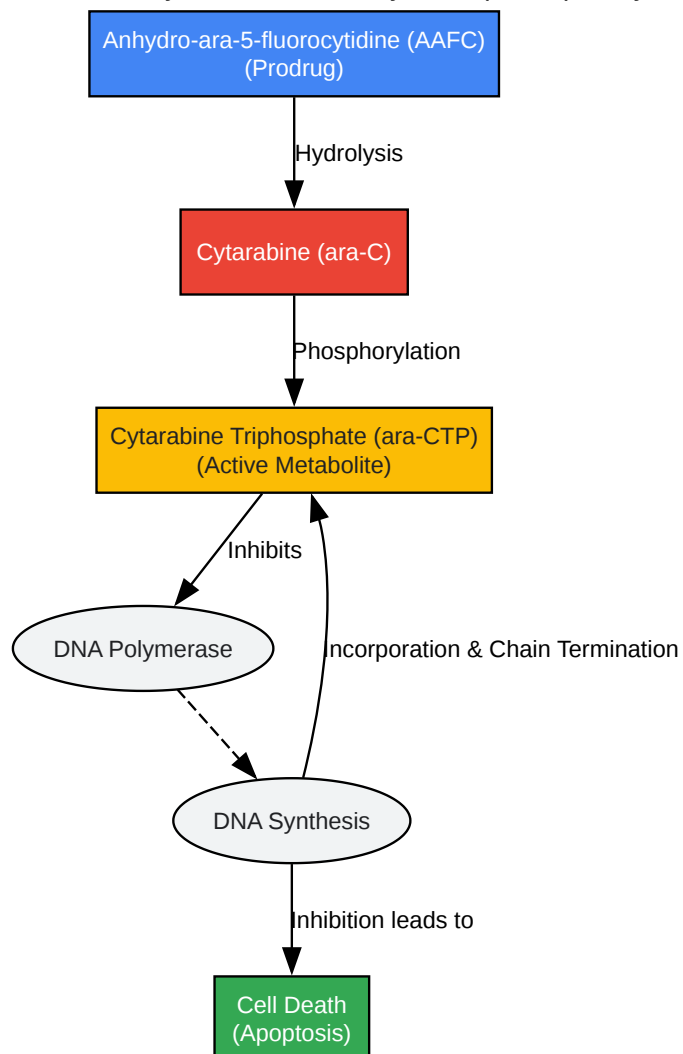 Anhydro-ara-5-fluorocytidine (AAFC)
(Prodrug)
Hydrolysis
Cytarabine (ara-C)
Phosphorylation
Cytarabine Triphosphate (ara-CTP)
(Active Metabolite)
Inhibits
DNA Polymerase
Incorporation & Chain Termination
DNA Synthesis
Inhibition leads to
Cell Death
(Apoptosis)